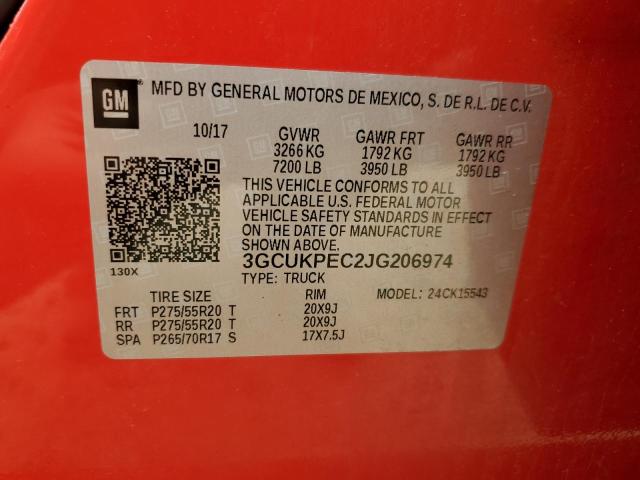 GM
MFD BY GENERAL MOTORS DE MEXICO, S. DE R.L. DE C.V.
10/17 GVWR GAWR FRT GAWR RR
3266 KG 1792 KG 1792 KG
7200 LB 3950 LB 3950 LB
THIS VEHICLE CONFORMS TO ALL
APPLICABLE U.S. FEDERAL MOTOR
VEHICLE SAFETY STANDARDS IN EFFECT
ON THE DATE OF MANUFACTURE
SHOWN ABOVE.
3GCUKPEC2JG206974
130X TYPE: TRUCK
TIRE SIZE RIM MODEL: 24CK15543
FRT P275/55R20 T 20X9J
RR P275/55R20 T 20X9J
SPA P265/70R17 S 17X7.5J